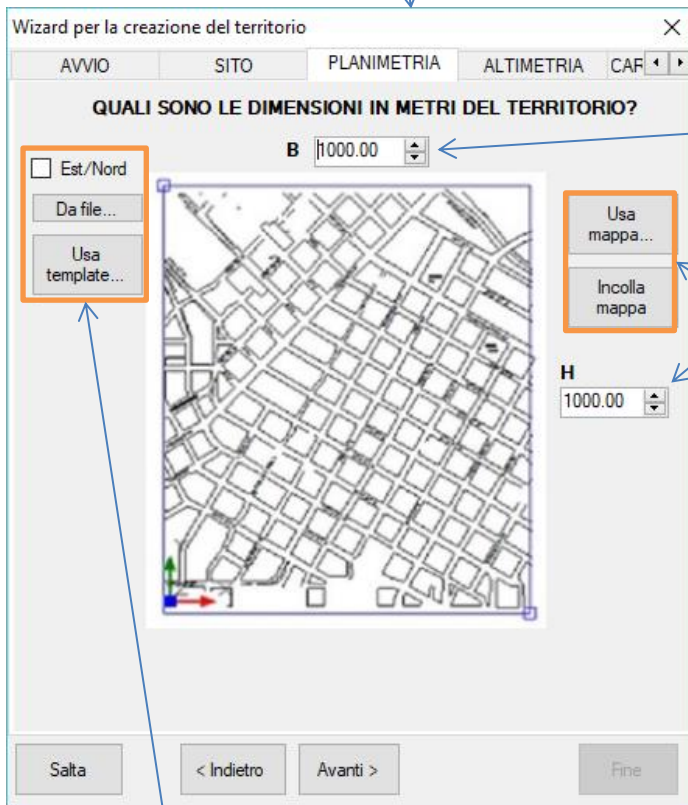 Wizard per la creazione del territorio
AVVIO SITO PLANIMETRIA ALTIMETRIA CAR
QUALI SONO LE DIMENSIONI IN METRI DEL TERRITORIO?
B 1000.00
Est/Nord
Da file...
Usa
template...
Usa
mappa...
Incolla
mappa
H
1000.00
Salta < Indietro Avanti > Fine